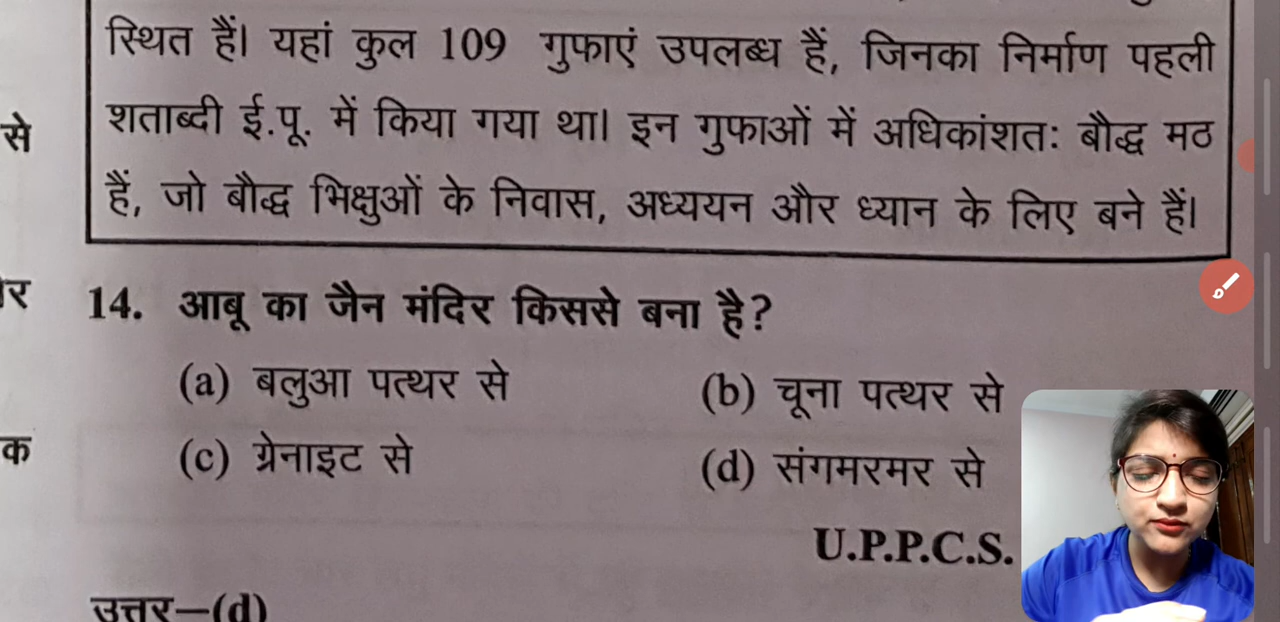 स्थित हैं। यहां कुल 109 गुफाएं उपलब्ध हैं, जिनका निर्माण पहली
शताब्दी ई.पू. में किया गया था। इन गुफाओं में अधिकांशतः बौद्ध मठ
हैं, जो बौद्ध भिक्षुओं के निवास, अध्ययन और ध्यान के लिए बने हैं।
से
14. आबू का जैन मंदिर किससे बना है?
(a) बलुआ पत्थर से (b) चूना पत्थर से
(c) ग्रेनाइट से (d) संगमरमर से
क
U.P.P.C.S.
उत्तर–(d)